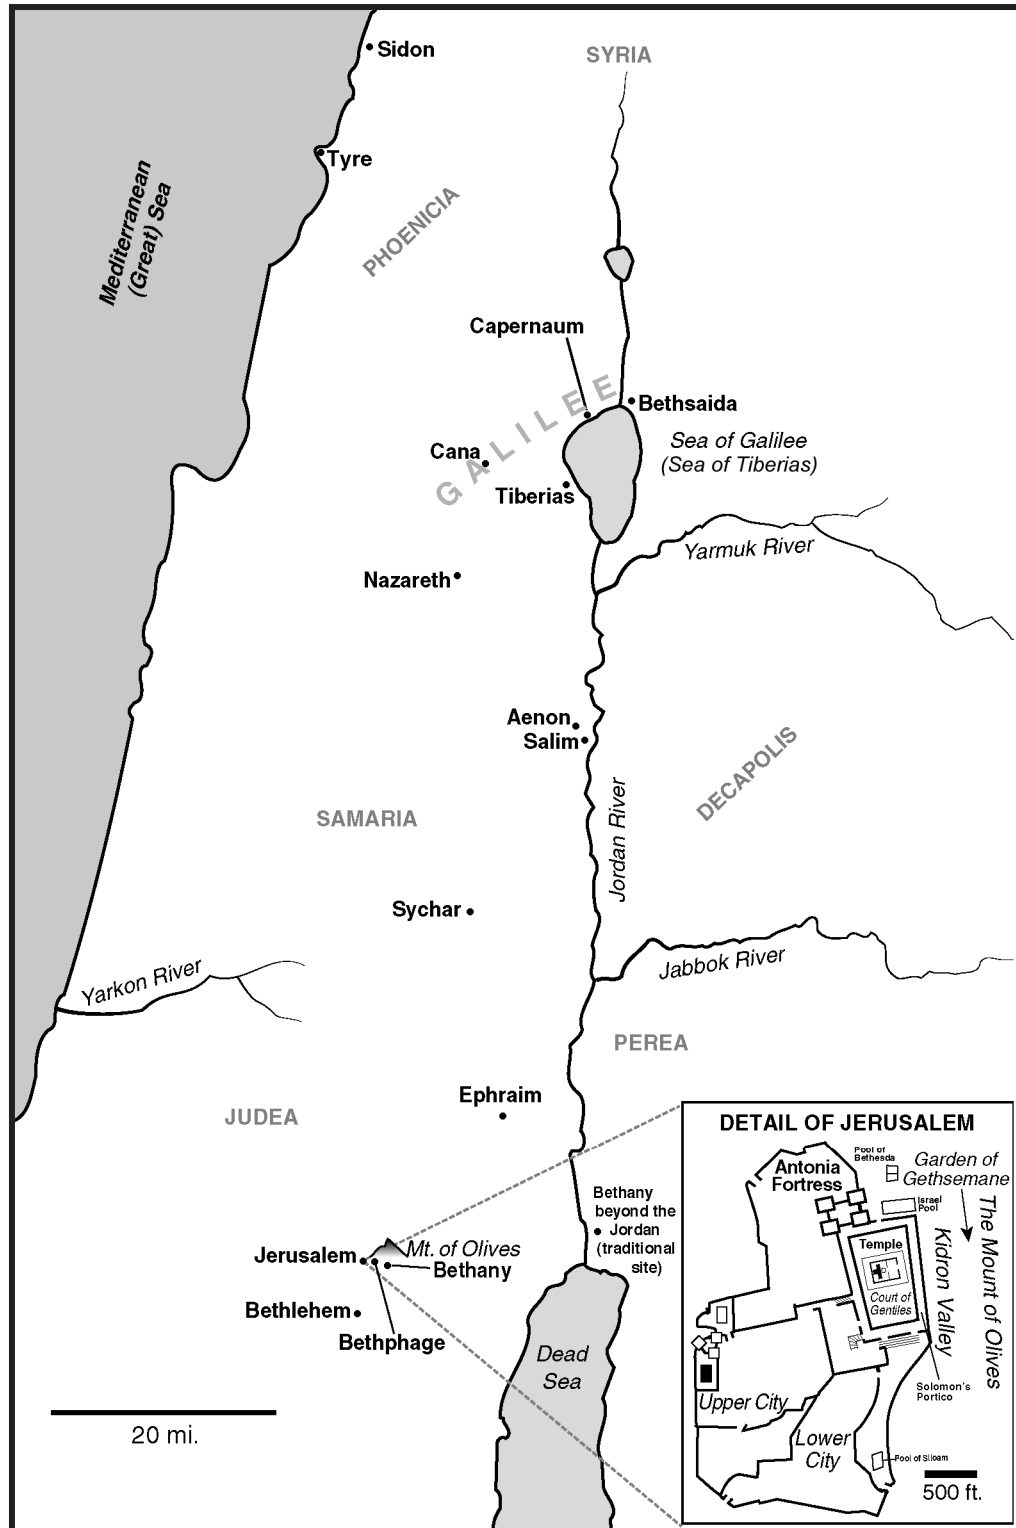 Sidon
SYRIA
Tyre
Mediterranean
(Great) Sea
PHOENICIA
Capernaum
GALILEE
Bethsaida
Sea of Galilee
(Sea of Tiberias)
Cana
Tiberias
Yarmuk River
Nazareth
Aenon
Salim
DECAPOLIS
Jordan River
SAMARIA
Sychar
Yarkon River
Jabbok River
PEREA
Ephraim
JUDEA
Bethany
beyond the
Jordan
(traditional
site)
Jerusalem
Mt. of Olives
Bethany
Bethlehem
Bethphage
Dead
Sea
20 mi.
DETAIL OF JERUSALEM
Pool of
Bethesda
Garden of
Gethsemane
Antonia
Fortress
Israel
Pool
The Mount of Olives
Kidron Valley
Temple
Court of
Gentiles
Solomon's
Portico
Upper City
Lower
City
Pool of Siloam
500 ft.